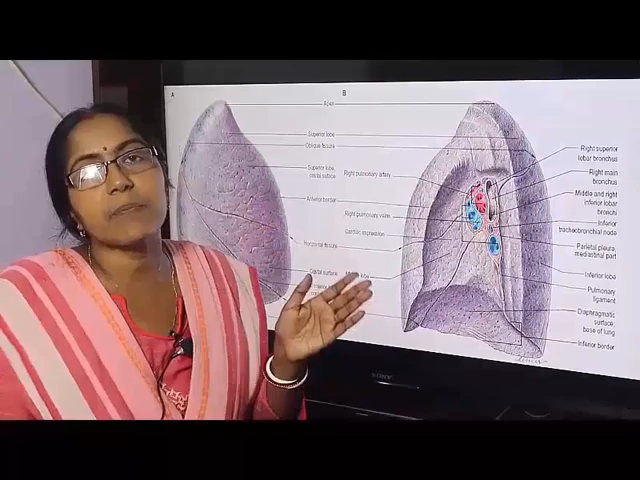 A
B
Apex
Superior lobe
Oblique fissure
Superior lobe,
costal surface
Right pulmonary artery
Anterior border
Right pulmonary veins
Cardiac impression
Horizontal fissure
Costal surface
lobe
Right superior
lobar bronchus
Right main
bronchus
Middle and right
inferior lobar
bronchi
Inferior
tracheobronchial node
Parietal pleura,
mediastinal part
Inferior lobe
Pulmonary
ligament
Diaphragmatic
surface,
base of lung
Inferior border
SONY